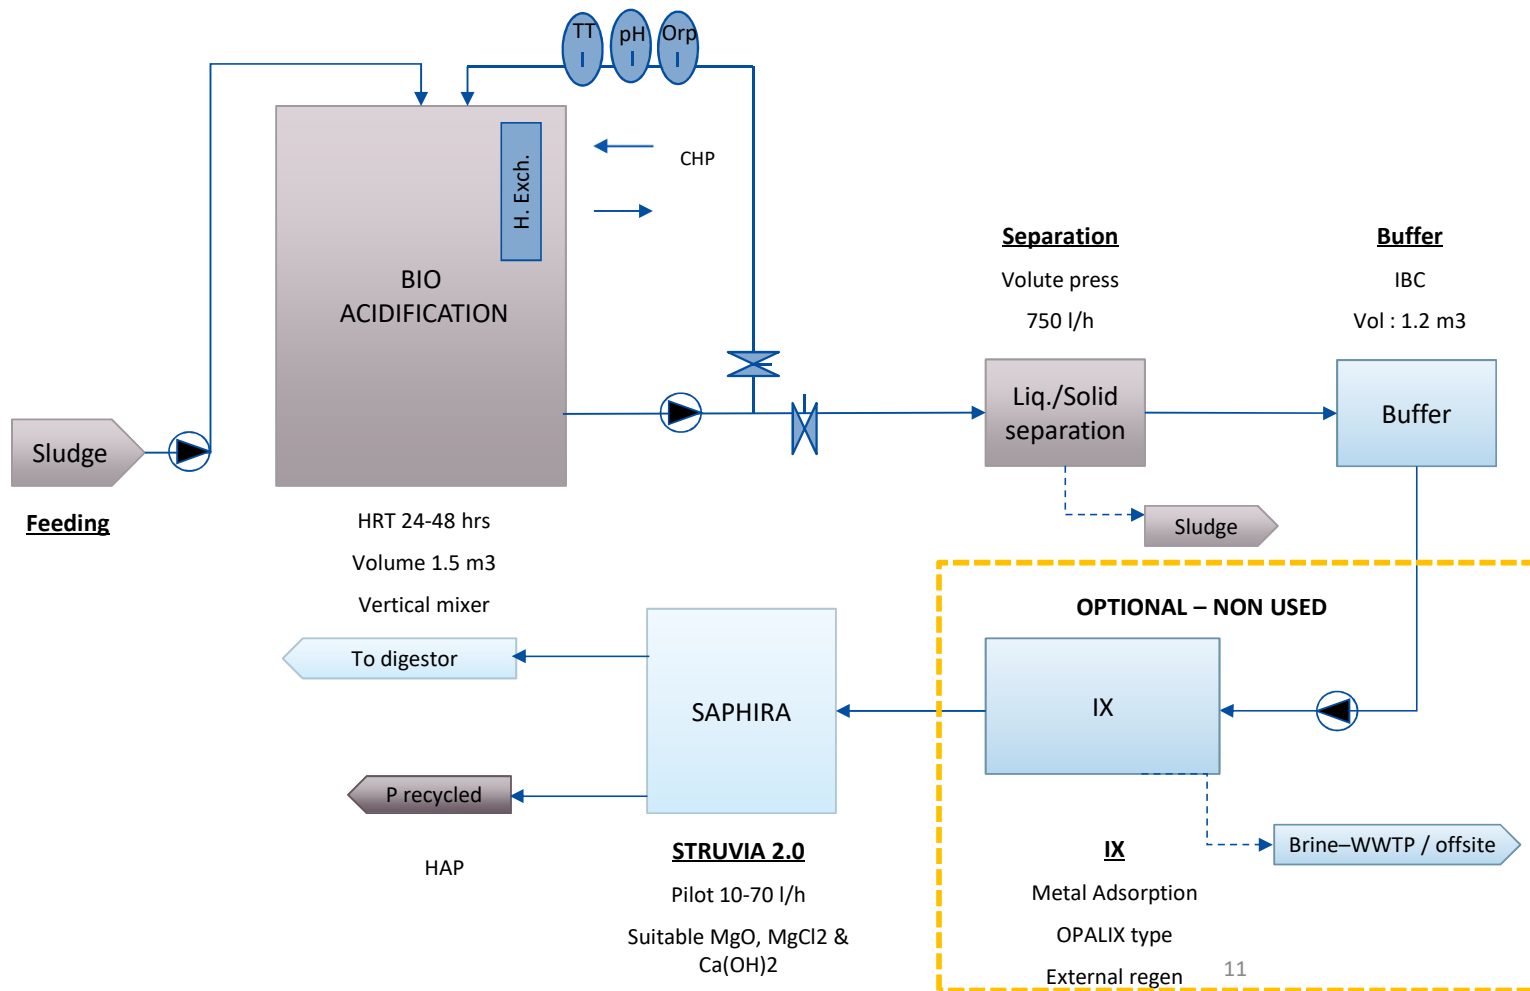 TT
pH
Orp
H. Exch.
CHP
BIO
ACIDIFICATION
Sludge
Feeding
HRT 24-48 hrs
Volume 1.5 m3
Vertical mixer
Separation
Volute press
750 l/h
Liq./Solid
separation
Sludge
Buffer
IBC
Vol : 1.2 m3
Buffer
OPTIONAL – NON USED
IX
Brine–WWTP / offsite
IX
Metal Adsorption
OPALIX type
External regen
SAPHIRA
STRUVIA 2.0
Pilot 10-70 l/h
Suitable MgO, MgCl2 &
Ca(OH)2
To digestor
P recycled
HAP
11